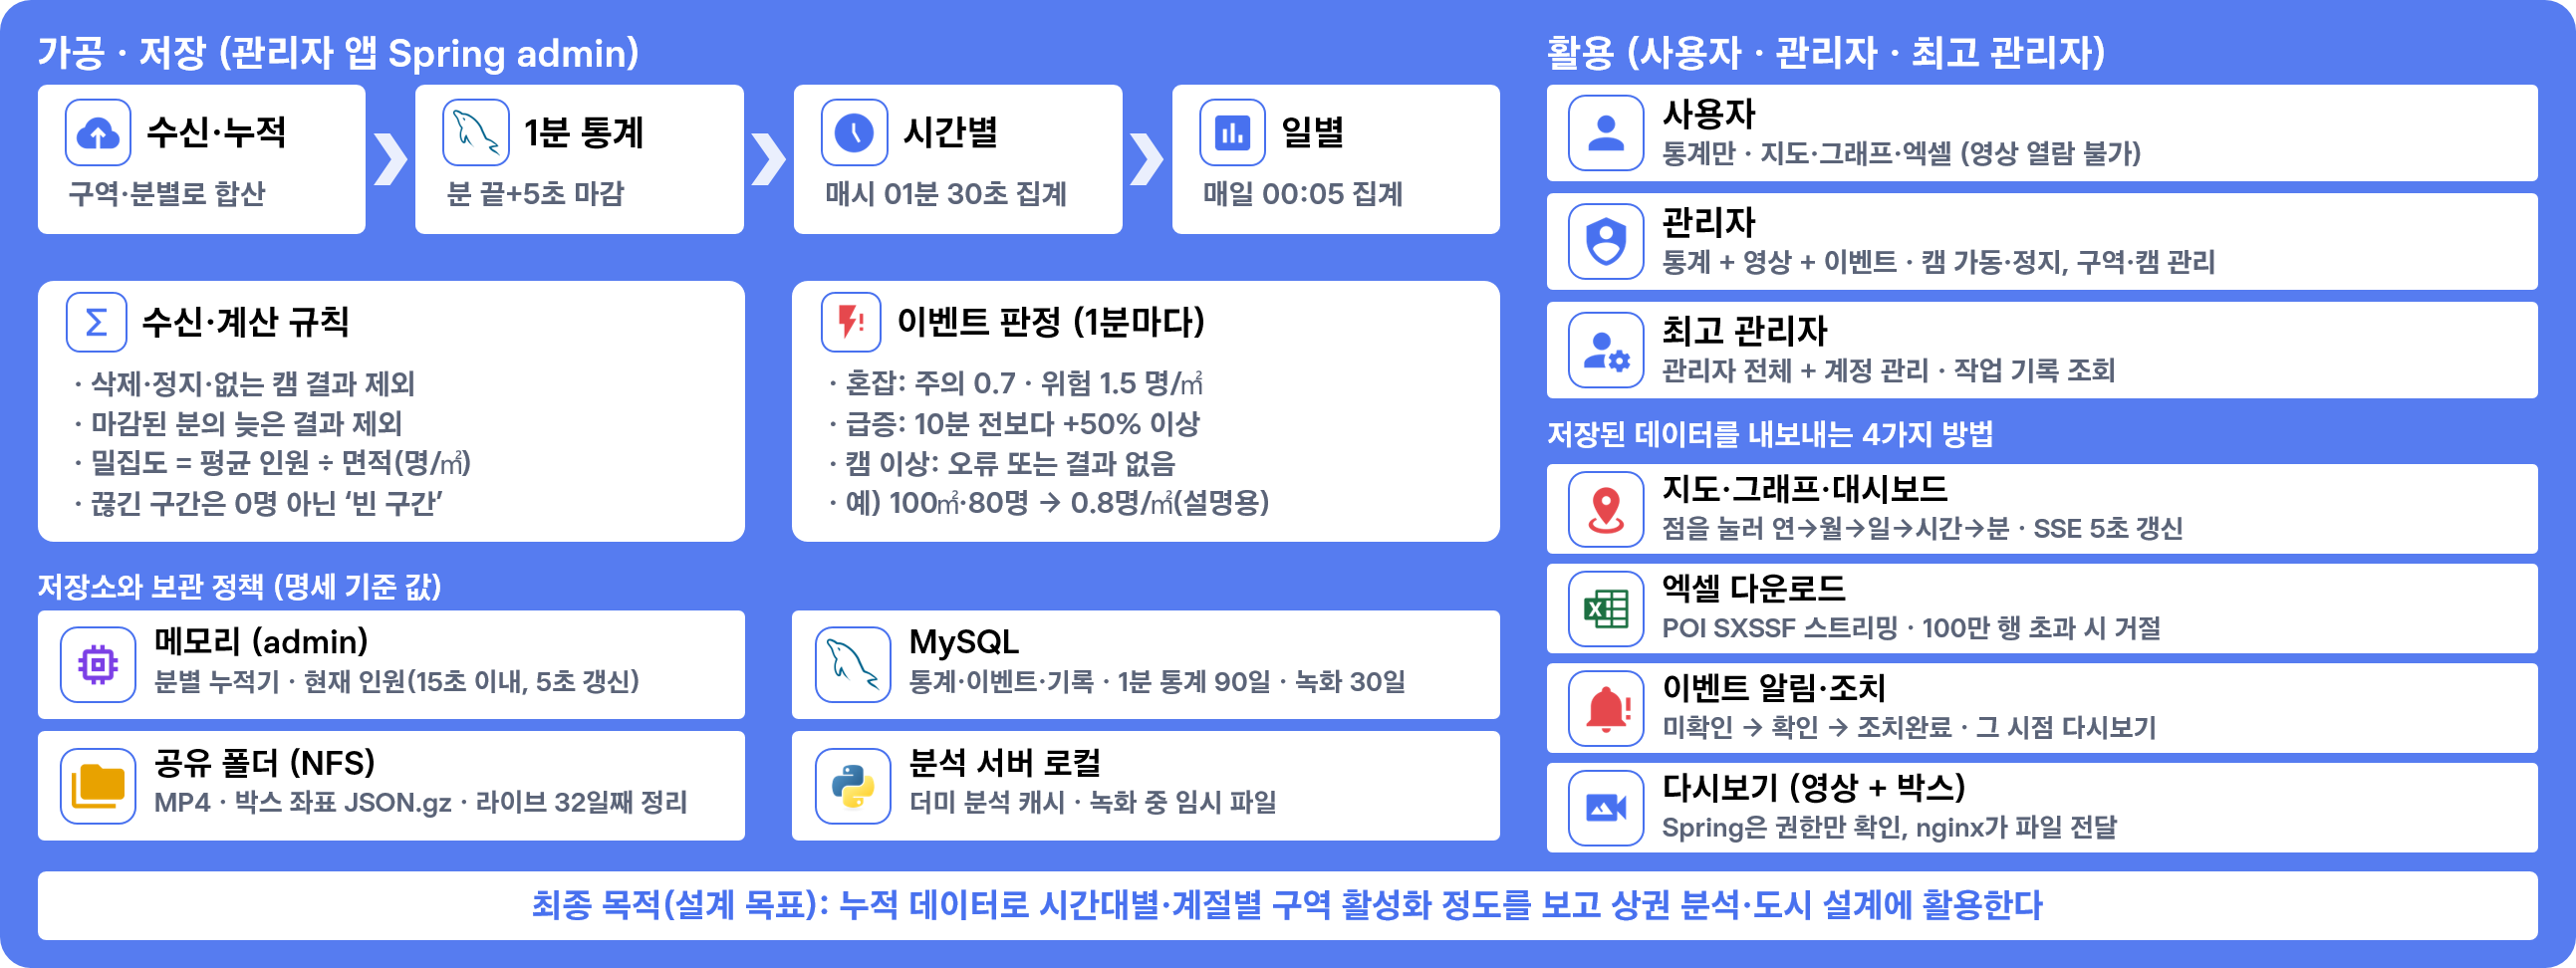 가공 · 저장 (관리자 앱 Spring admin)
수신·누적
구역·분별로 합산
1분 통계
분 끝+5초 마감
시간별
매시 01분 30초 집계
일별
매일 00:05 집계
수신·계산 규칙
· 삭제·정지·없는 캠 결과 제외
· 마감된 분의 늦은 결과 제외
· 밀집도 = 평균 인원 ÷ 면적(명/㎡)
· 끊긴 구간은 0명 아닌 ‘빈 구간’
이벤트 판정 (1분마다)
· 혼잡: 주의 0.7 · 위험 1.5 명/㎡
· 급증: 10분 전보다 +50% 이상
· 캠 이상: 오류 또는 결과 없음
· 예) 100㎡·80명 → 0.8명/㎡(설명용)
저장소와 보관 정책 (명세 기준 값)
메모리 (admin)
분별 누적기 · 현재 인원(15초 이내, 5초 갱신)
MySQL
통계·이벤트·기록 · 1분 통계 90일 · 녹화 30일
공유 폴더 (NFS)
MP4 · 박스 좌표 JSON.gz · 라이브 32일째 정리
분석 서버 로컬
더미 분석 캐시 · 녹화 중 임시 파일
활용 (사용자 · 관리자 · 최고 관리자)
사용자
통계만 · 지도·그래프·엑셀 (영상 열람 불가)
관리자
통계 + 영상 + 이벤트 · 캠 가동·정지, 구역·캠 관리
최고 관리자
관리자 전체 + 계정 관리 · 작업 기록 조회
저장된 데이터를 내보내는 4가지 방법
지도·그래프·대시보드
점을 눌러 연→월→일→시간→분 · SSE 5초 갱신
엑셀 다운로드
POI SXSSF 스트리밍 · 100만 행 초과 시 거절
이벤트 알림·조치
미확인 → 확인 → 조치완료 · 그 시점 다시보기
다시보기 (영상 + 박스)
Spring은 권한만 확인, nginx가 파일 전달
최종 목적(설계 목표): 누적 데이터로 시간대별·계절별 구역 활성화 정도를 보고 상권 분석·도시 설계에 활용한다